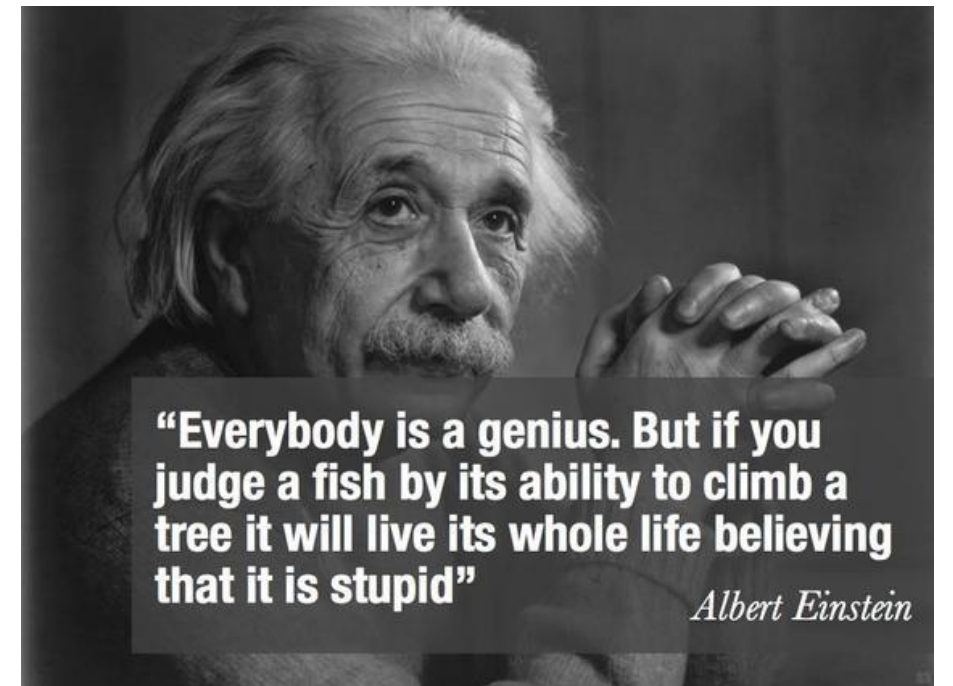 “Everybody is a genius. But if you
judge a fish by its ability to climb a
tree it will live its whole life believing
that it is stupid”
Albert Einstein